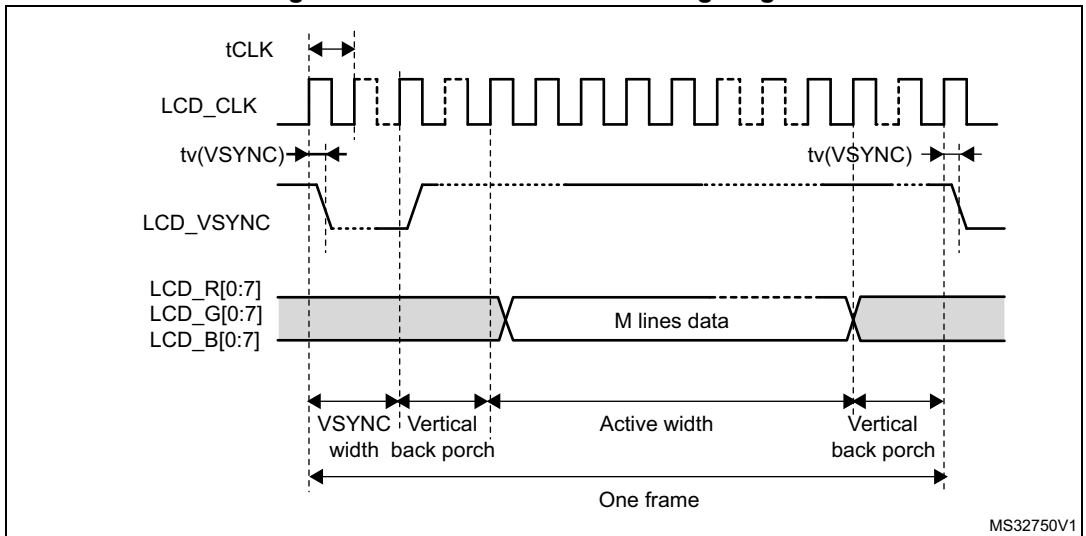 tCLK
LCD_CLK
tv(VSYNC)
tv(VSYNC)
LCD_VSYNC
LCD_R[0:7]
LCD_G[0:7]
LCD_B[0:7]
M lines data
VSYNC width
Vertical back porch
Active width
Vertical back porch
One frame
MS32750V1